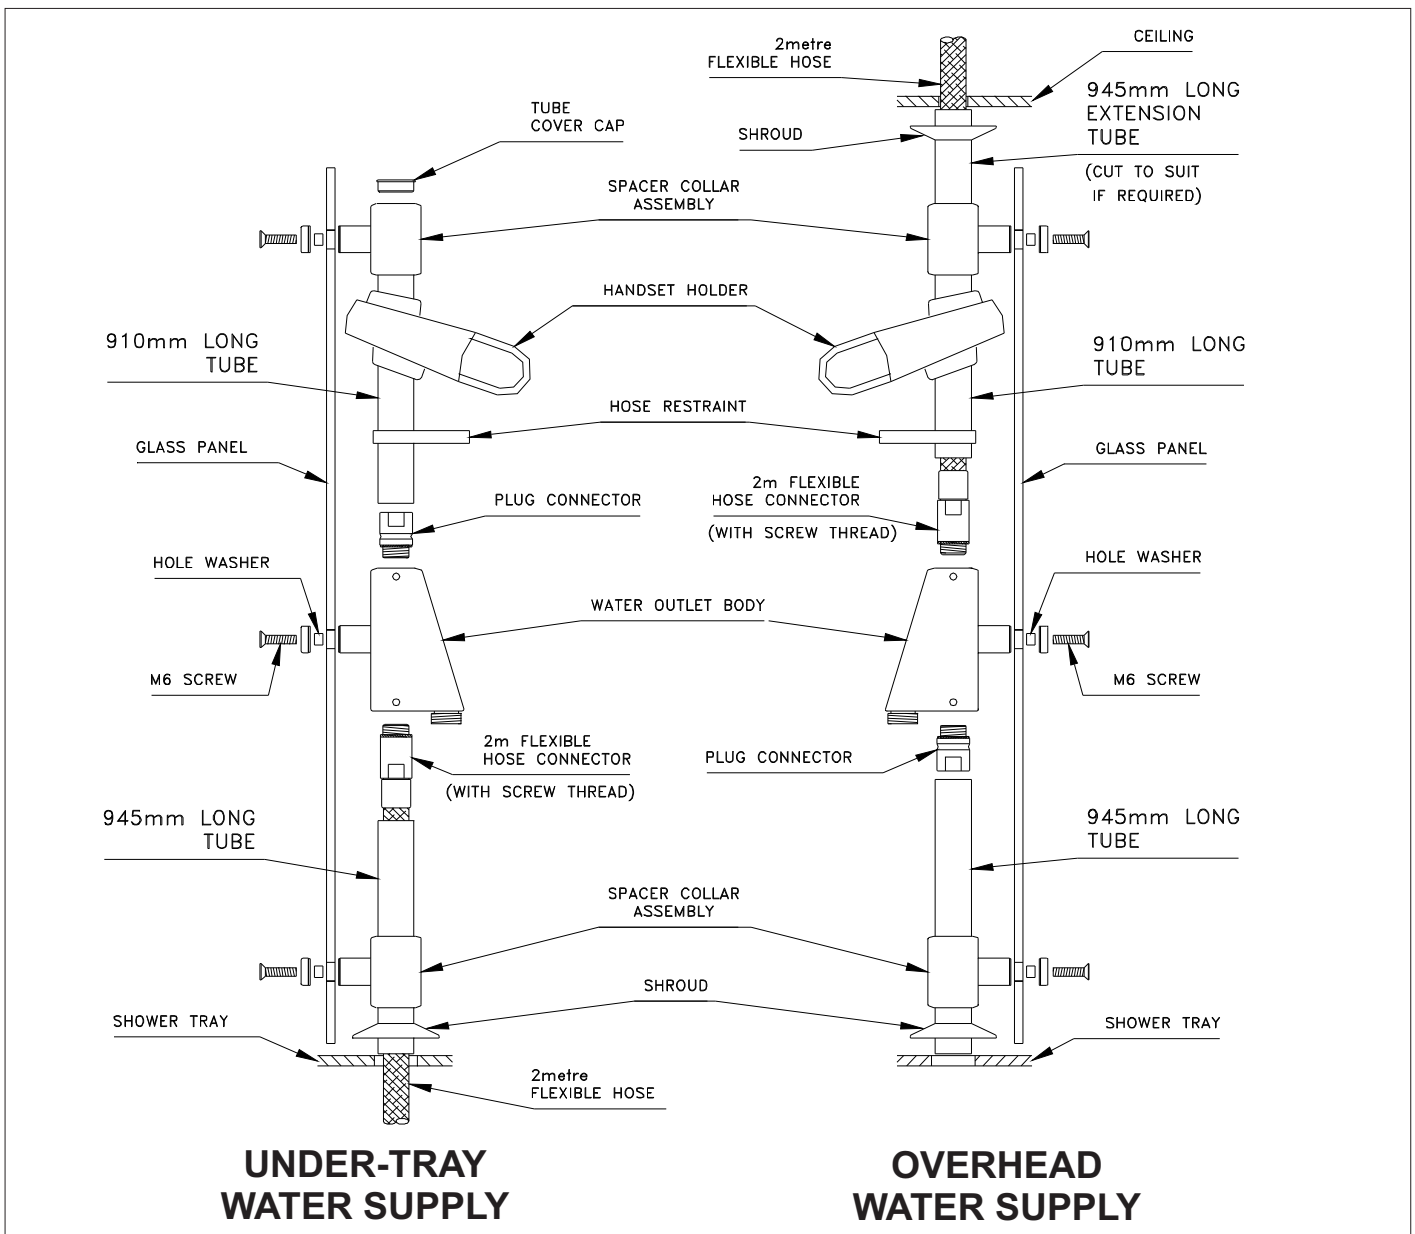 2metre
FLEXIBLE HOSE
CEILING
945mm LONG
EXTENSION
TUBE
(CUT TO SUIT
IF REQUIRED)
TUBE
COVER CAP
SHROUD
SPACER COLLAR
ASSEMBLY
HANDSET HOLDER
910mm LONG
TUBE
910mm LONG
TUBE
HOSE RESTRAINT
GLASS PANEL
GLASS PANEL
PLUG CONNECTOR
2m FLEXIBLE
HOSE CONNECTOR
(WITH SCREW THREAD)
HOLE WASHER
HOLE WASHER
WATER OUTLET BODY
M6 SCREW
M6 SCREW
2m FLEXIBLE
HOSE CONNECTOR
(WITH SCREW THREAD)
PLUG CONNECTOR
945mm LONG
TUBE
945mm LONG
TUBE
SPACER COLLAR
ASSEMBLY
SHROUD
SHOWER TRAY
SHOWER TRAY
2metre
FLEXIBLE HOSE
UNDER-TRAY
WATER SUPPLY
OVERHEAD
WATER SUPPLY